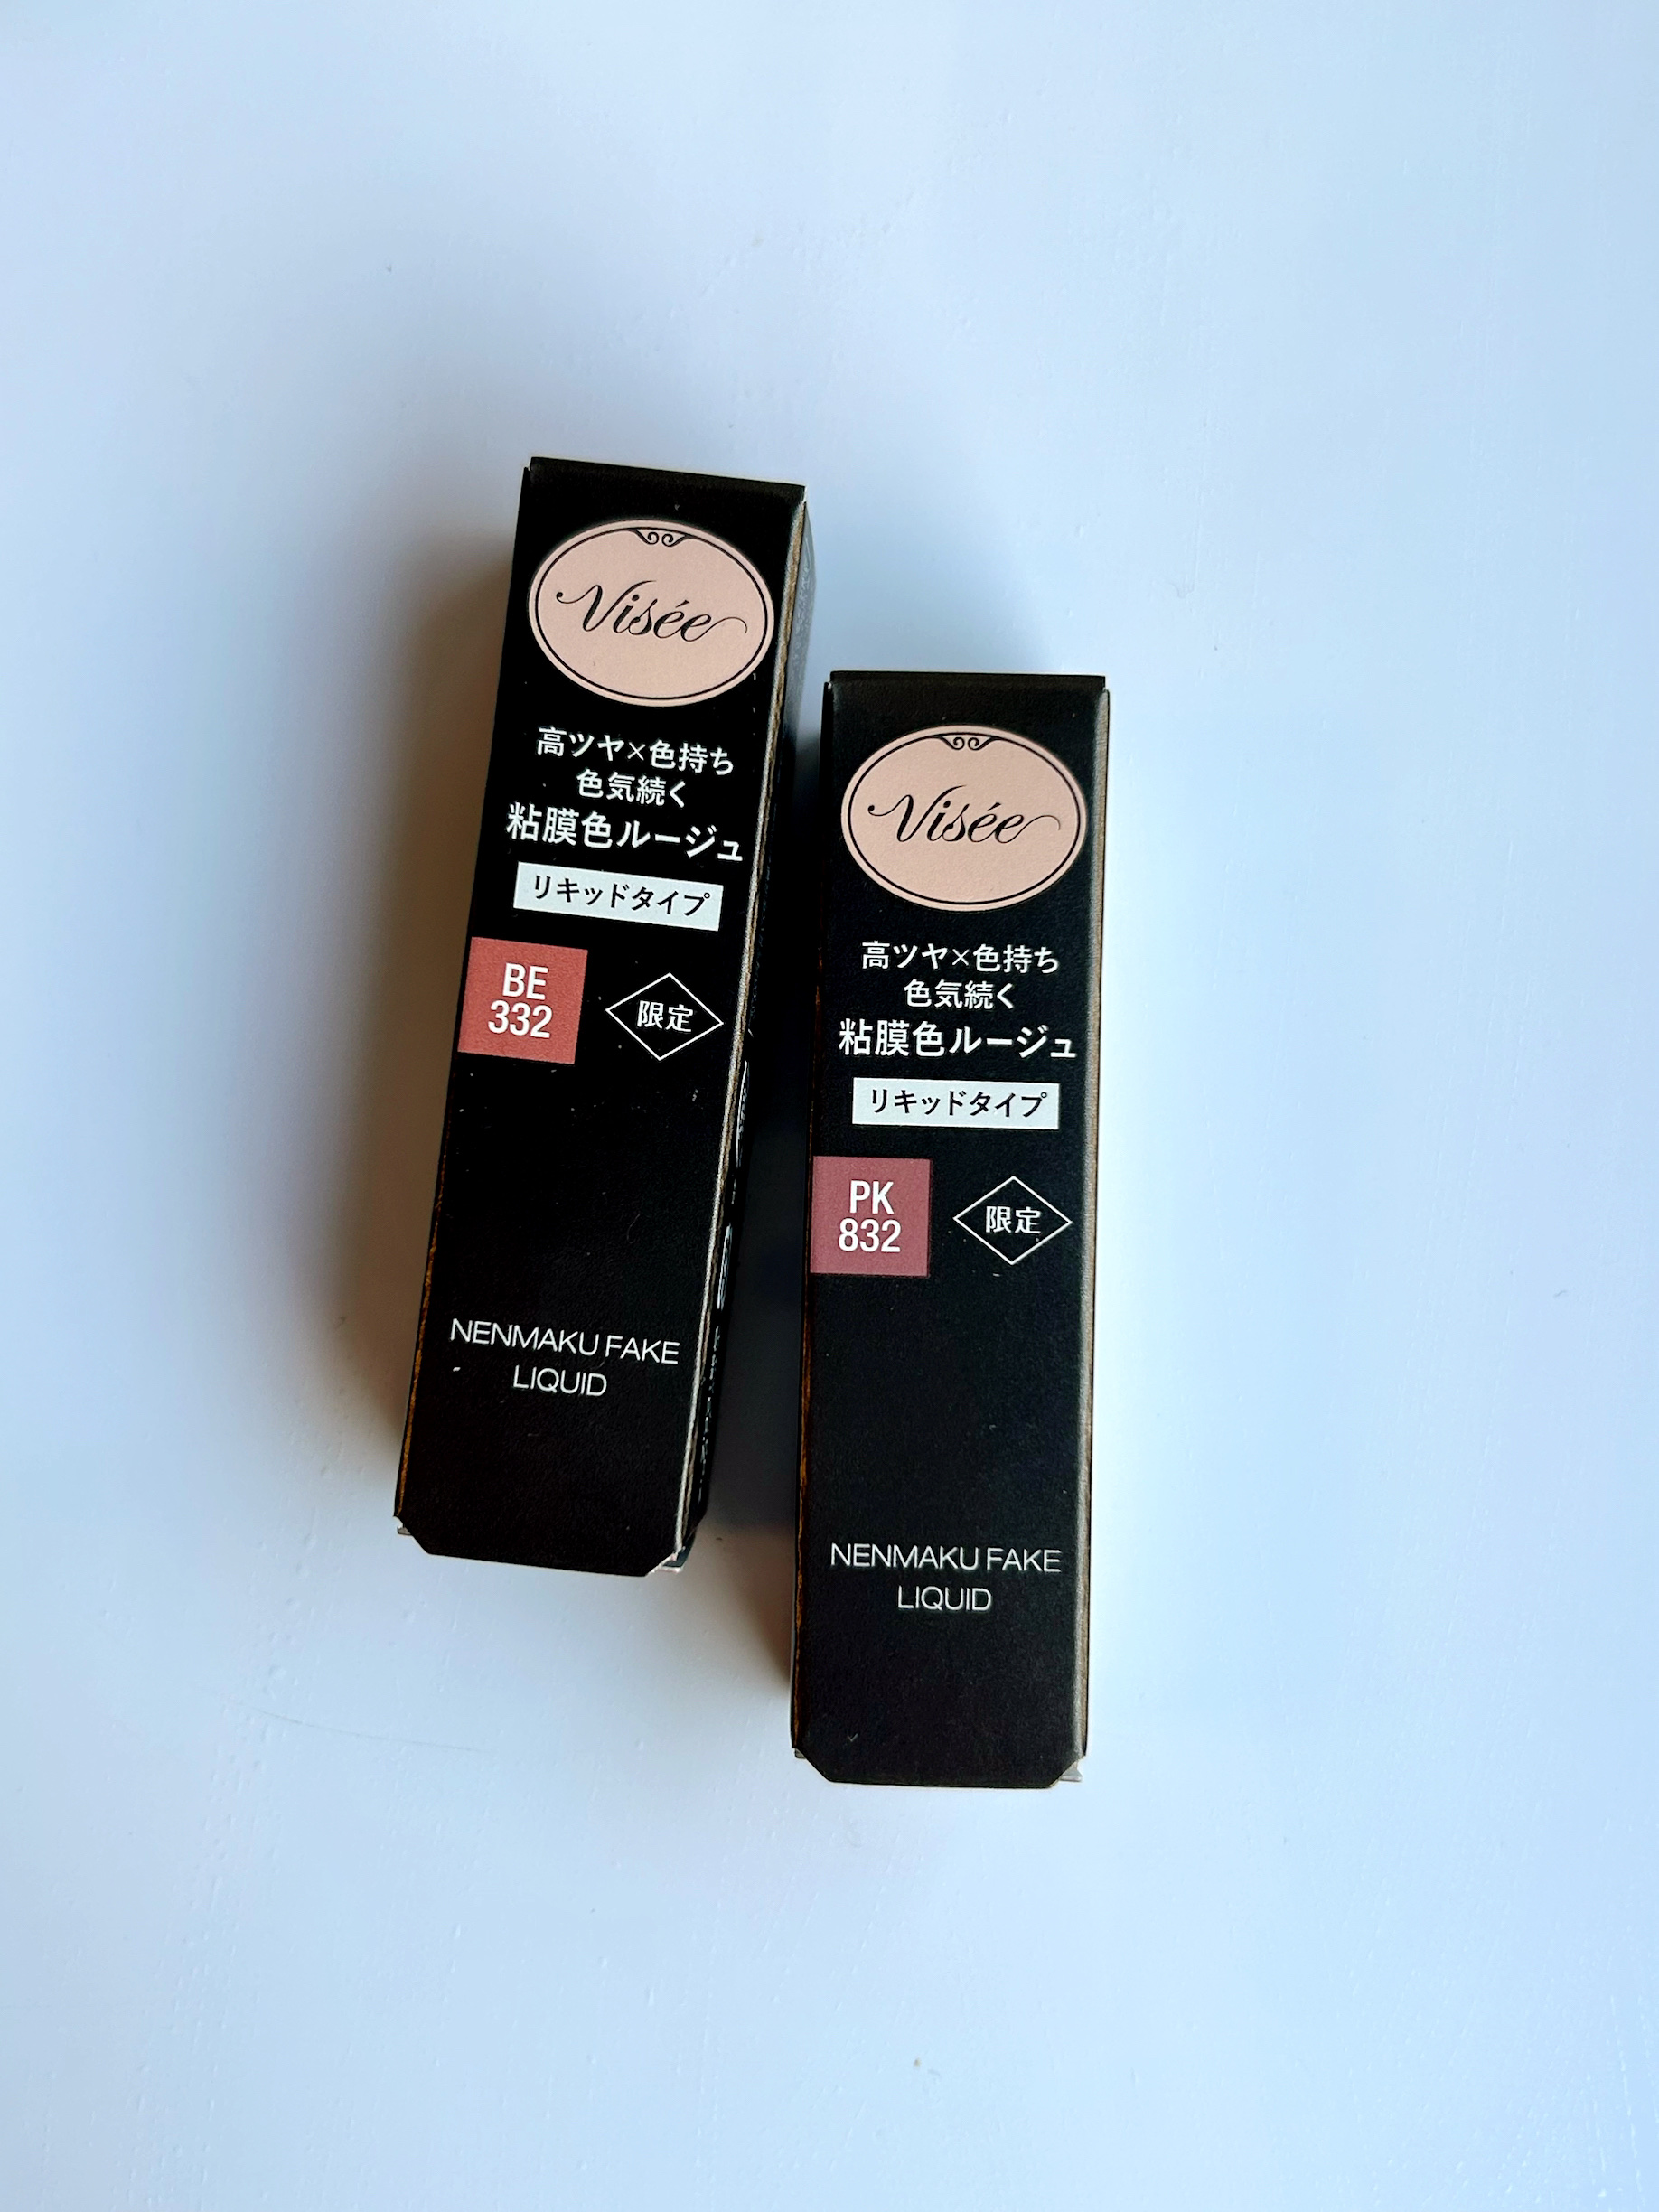 Visée
高ツヤ×色持ち
色気続く
粘膜色ルージュ
リキッドタイプ
BE
332
限定
NENMAKU FAKE
LIQUID
Visée
高ツヤ×色持ち
色気続く
粘膜色ルージュ
リキッドタイプ
PK
832
限定
NENMAKU FAKE
LIQUID